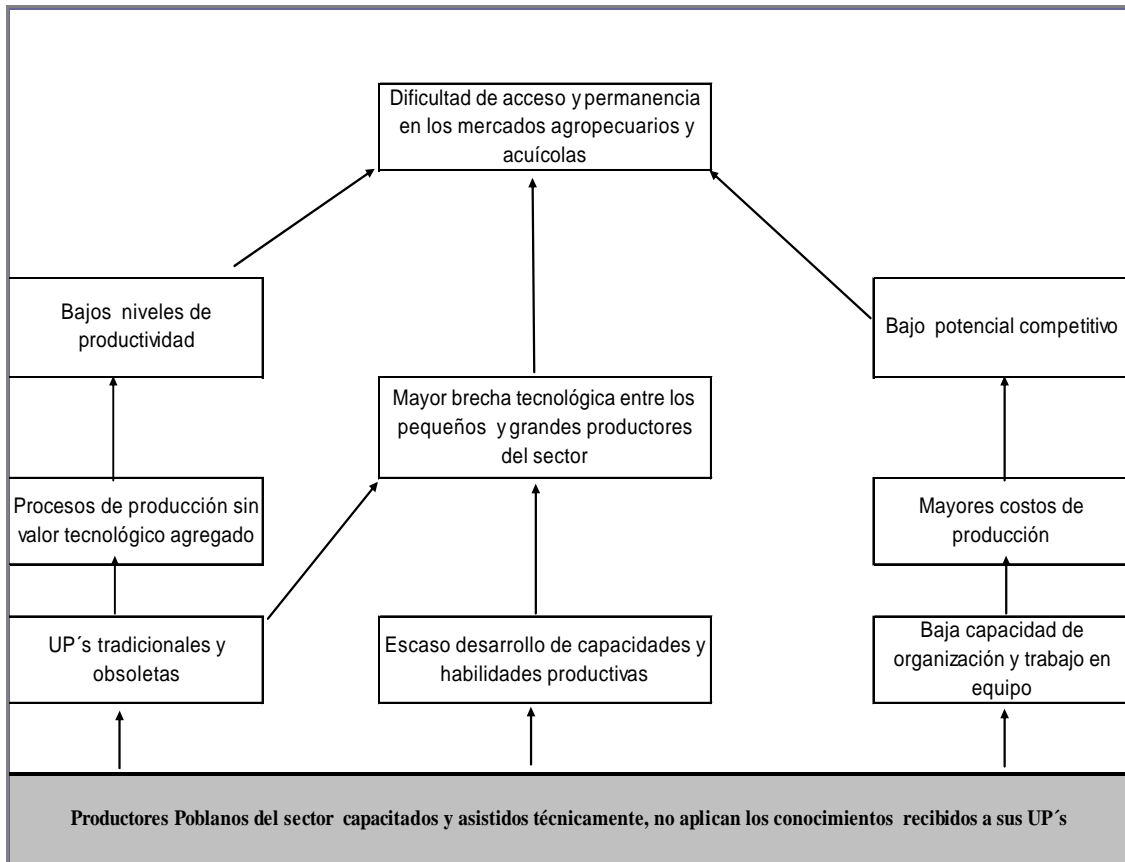 Dificultad de acceso y permanencia
en los mercados agropecuarios y
acuícolas
Bajos niveles de
productividad
Bajo potencial competitivo
Mayor brecha tecnológica entre los
pequeños y grandes productores
del sector
Procesos de producción sin
valor tecnológico agregado
Mayores costos de
producción
UP´s tradicionales y
obsoletas
Escaso desarrollo de capacidades y
habilidades productivas
Baja capacidad de
organización y trabajo en
equipo
Productores Poblanos del sector capacitados y asistidos técnicamente, no aplican los conocimientos recibidos a sus UP´s